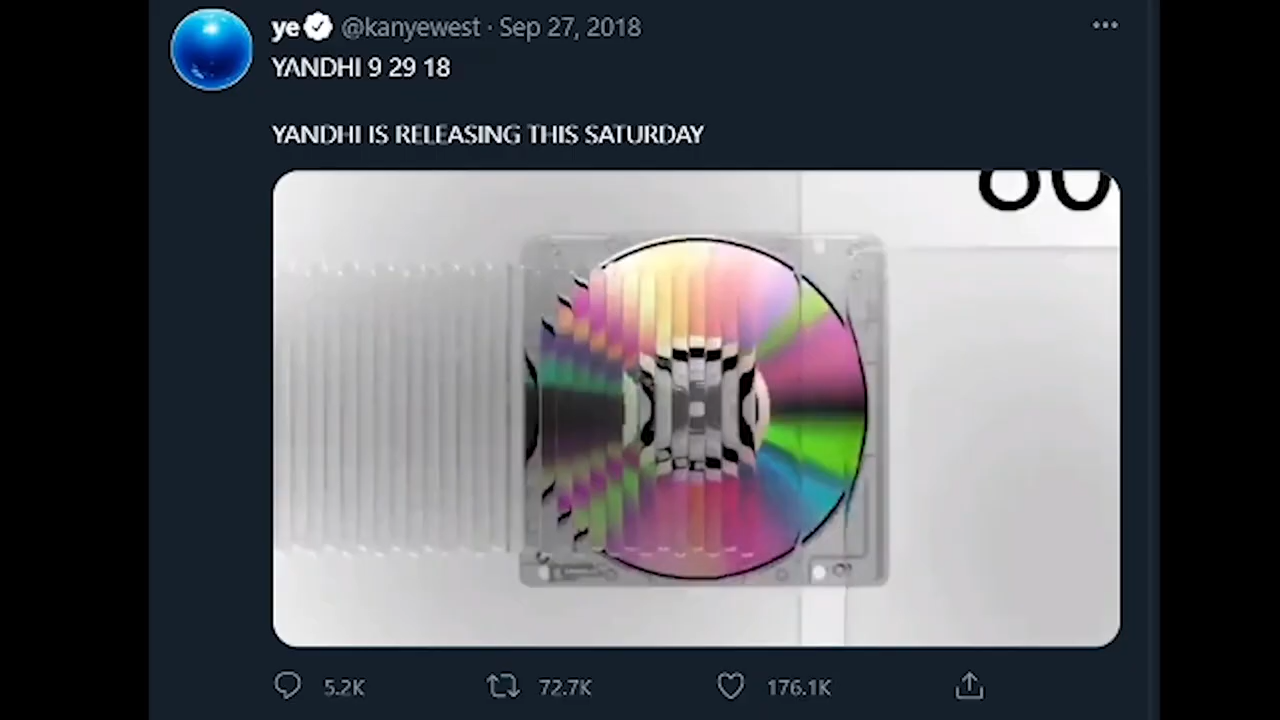 ye @kanyewest · Sep 27, 2018
YANDHI 9 29 18
YANDHI IS RELEASING THIS SATURDAY
5.2K 72.7K 176.1K